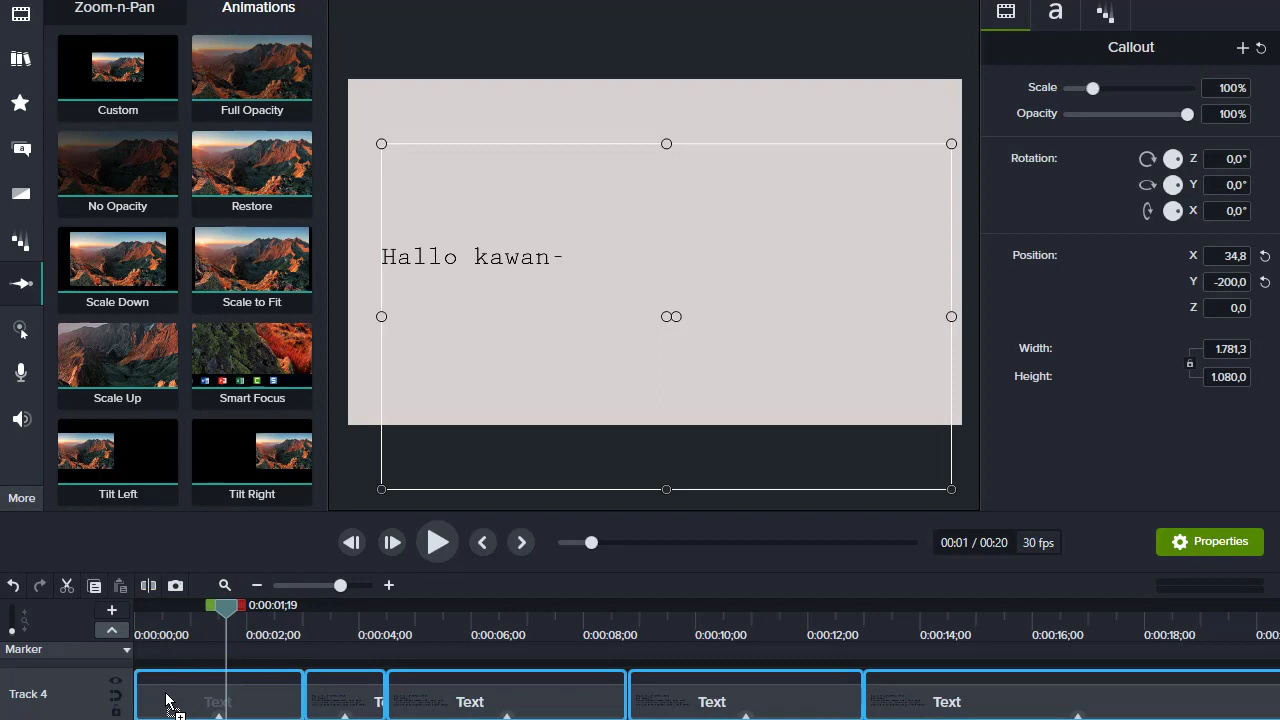 Zoom-n-Pan
Animations
Custom
Full Opacity
No Opacity
Restore
Scale Down
Scale to Fit
Scale Up
Smart Focus
Tilt Left
Tilt Right
More
Hallo kawan-
a
Callout
Scale
100%
Opacity
100%
Rotation:
Z
0,0°
Y
0,0°
X
0,0°
Position:
X
34,8
Y
-200,0
Z
0,0
Width:
1.781,3
Height:
1.080,0
00:01 / 00:20
30 fps
Properties
0:00:01;19
0:00:00;00
0:00:02;00
0:00:04;00
0:00:06;00
0:00:08;00
0:00:10;00
0:00:12;00
0:00:14;00
0:00:16;00
0:00:18;00
Marker
Track 4
Text
Text
Text
Text